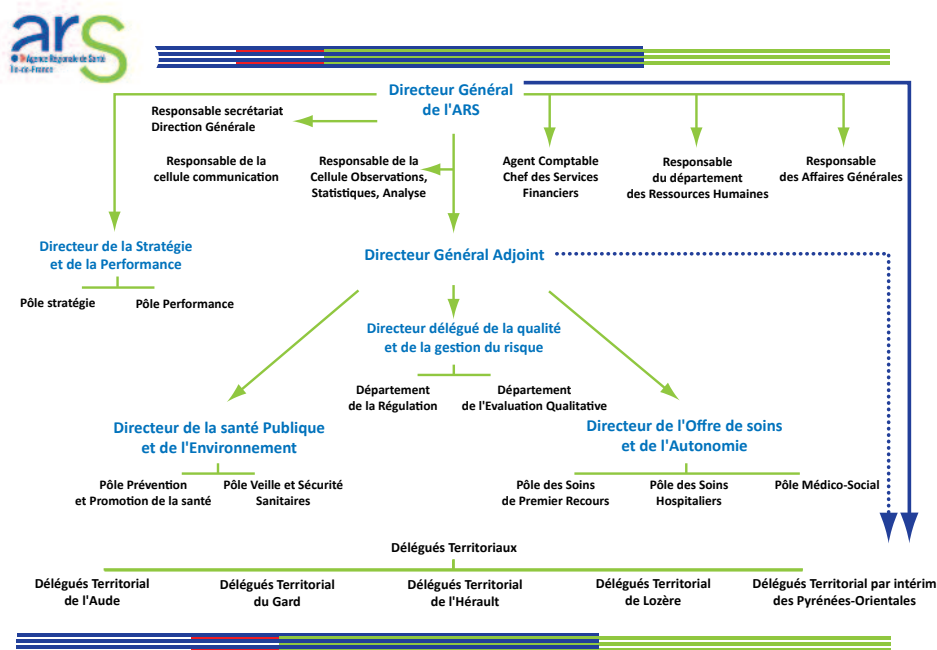 ars
Agence Régionale de Santé
Île-de-France
Directeur Général
de l'ARS
Responsable secrétariat
Direction Générale
Responsable de la
cellule communication
Responsable de la
Cellule Observations,
Statistiques, Analyse
Agent Comptable
Chef des Services
Financiers
Responsable
du département
des Ressources Humaines
Responsable
des Affaires Générales
Directeur de la Stratégie
et de la Performance
Pôle stratégie
Pôle Performance
Directeur Général Adjoint
Directeur délégué de la qualité
et de la gestion du risque
Département
de la Régulation
Département
de l'Evaluation Qualitative
Directeur de la santé Publique
et de l'Environnement
Pôle Prévention
et Promotion de la santé
Pôle Veille et Sécurité
Sanitaires
Directeur de l'Offre de soins
et de l'Autonomie
Pôle des Soins
de Premier Recours
Pôle des Soins
Hospitaliers
Pôle Médico-Social
Délégués Territoriaux
Délégués Territorial
de l'Aude
Délégués Territorial
du Gard
Délégués Territorial
de l'Hérault
Délégués Territorial
de Lozère
Délégués Territorial par intérim
des Pyrénées-Orientales